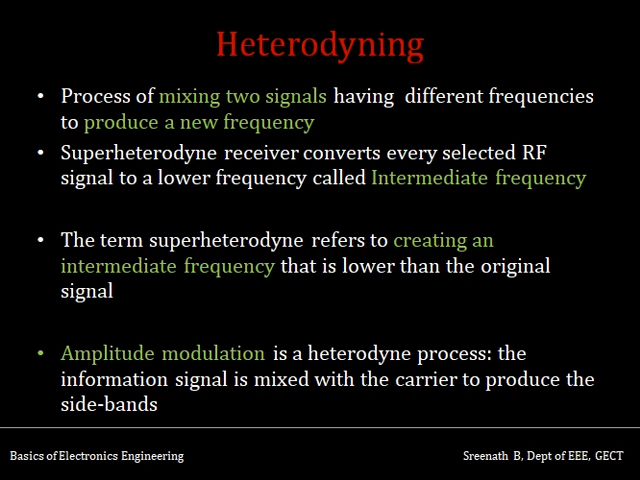 Heterodyning
• Process of mixing two signals having different frequencies
to produce a new frequency
• Superheterodyne receiver converts every selected RF
signal to a lower frequency called Intermediate frequency
• The term superheterodyne refers to creating an
intermediate frequency that is lower than the original
signal
• Amplitude modulation is a heterodyne process: the
information signal is mixed with the carrier to produce the
side-bands
Basics of Electronics Engineering
Sreenath B, Dept of EEE, GECT